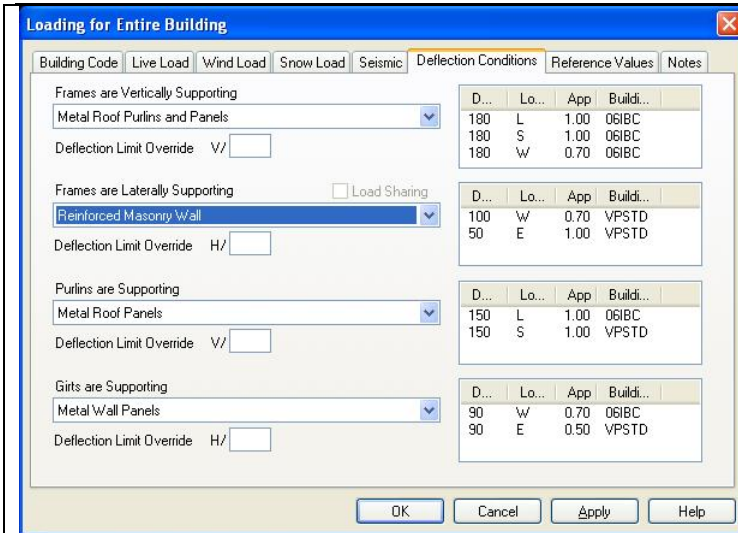 Loading for Entire Building
Building Code Live Load Wind Load Snow Load Seismic Deflection Conditions Reference Values Notes
Frames are Vertically Supporting
Metal Roof Purlins and Panels
Deflection Limit Override V/
D... Lo... App Buildi...
180 L 1.00 06IBC
180 S 1.00 06IBC
180 W 0.70 06IBC
Frames are Laterally Supporting Load Sharing
Reinforced Masonry Wall
Deflection Limit Override H/
D... Lo... App Buildi...
100 W 0.70 VPSTD
50 E 1.00 VPSTD
Purlins are Supporting
Metal Roof Panels
Deflection Limit Override V/
D... Lo... App Buildi...
150 L 1.00 06IBC
150 S 1.00 VPSTD
Girts are Supporting
Metal Wall Panels
Deflection Limit Override H/
D... Lo... App Buildi...
90 W 0.70 06IBC
90 E 0.50 VPSTD
OK Cancel Apply Help